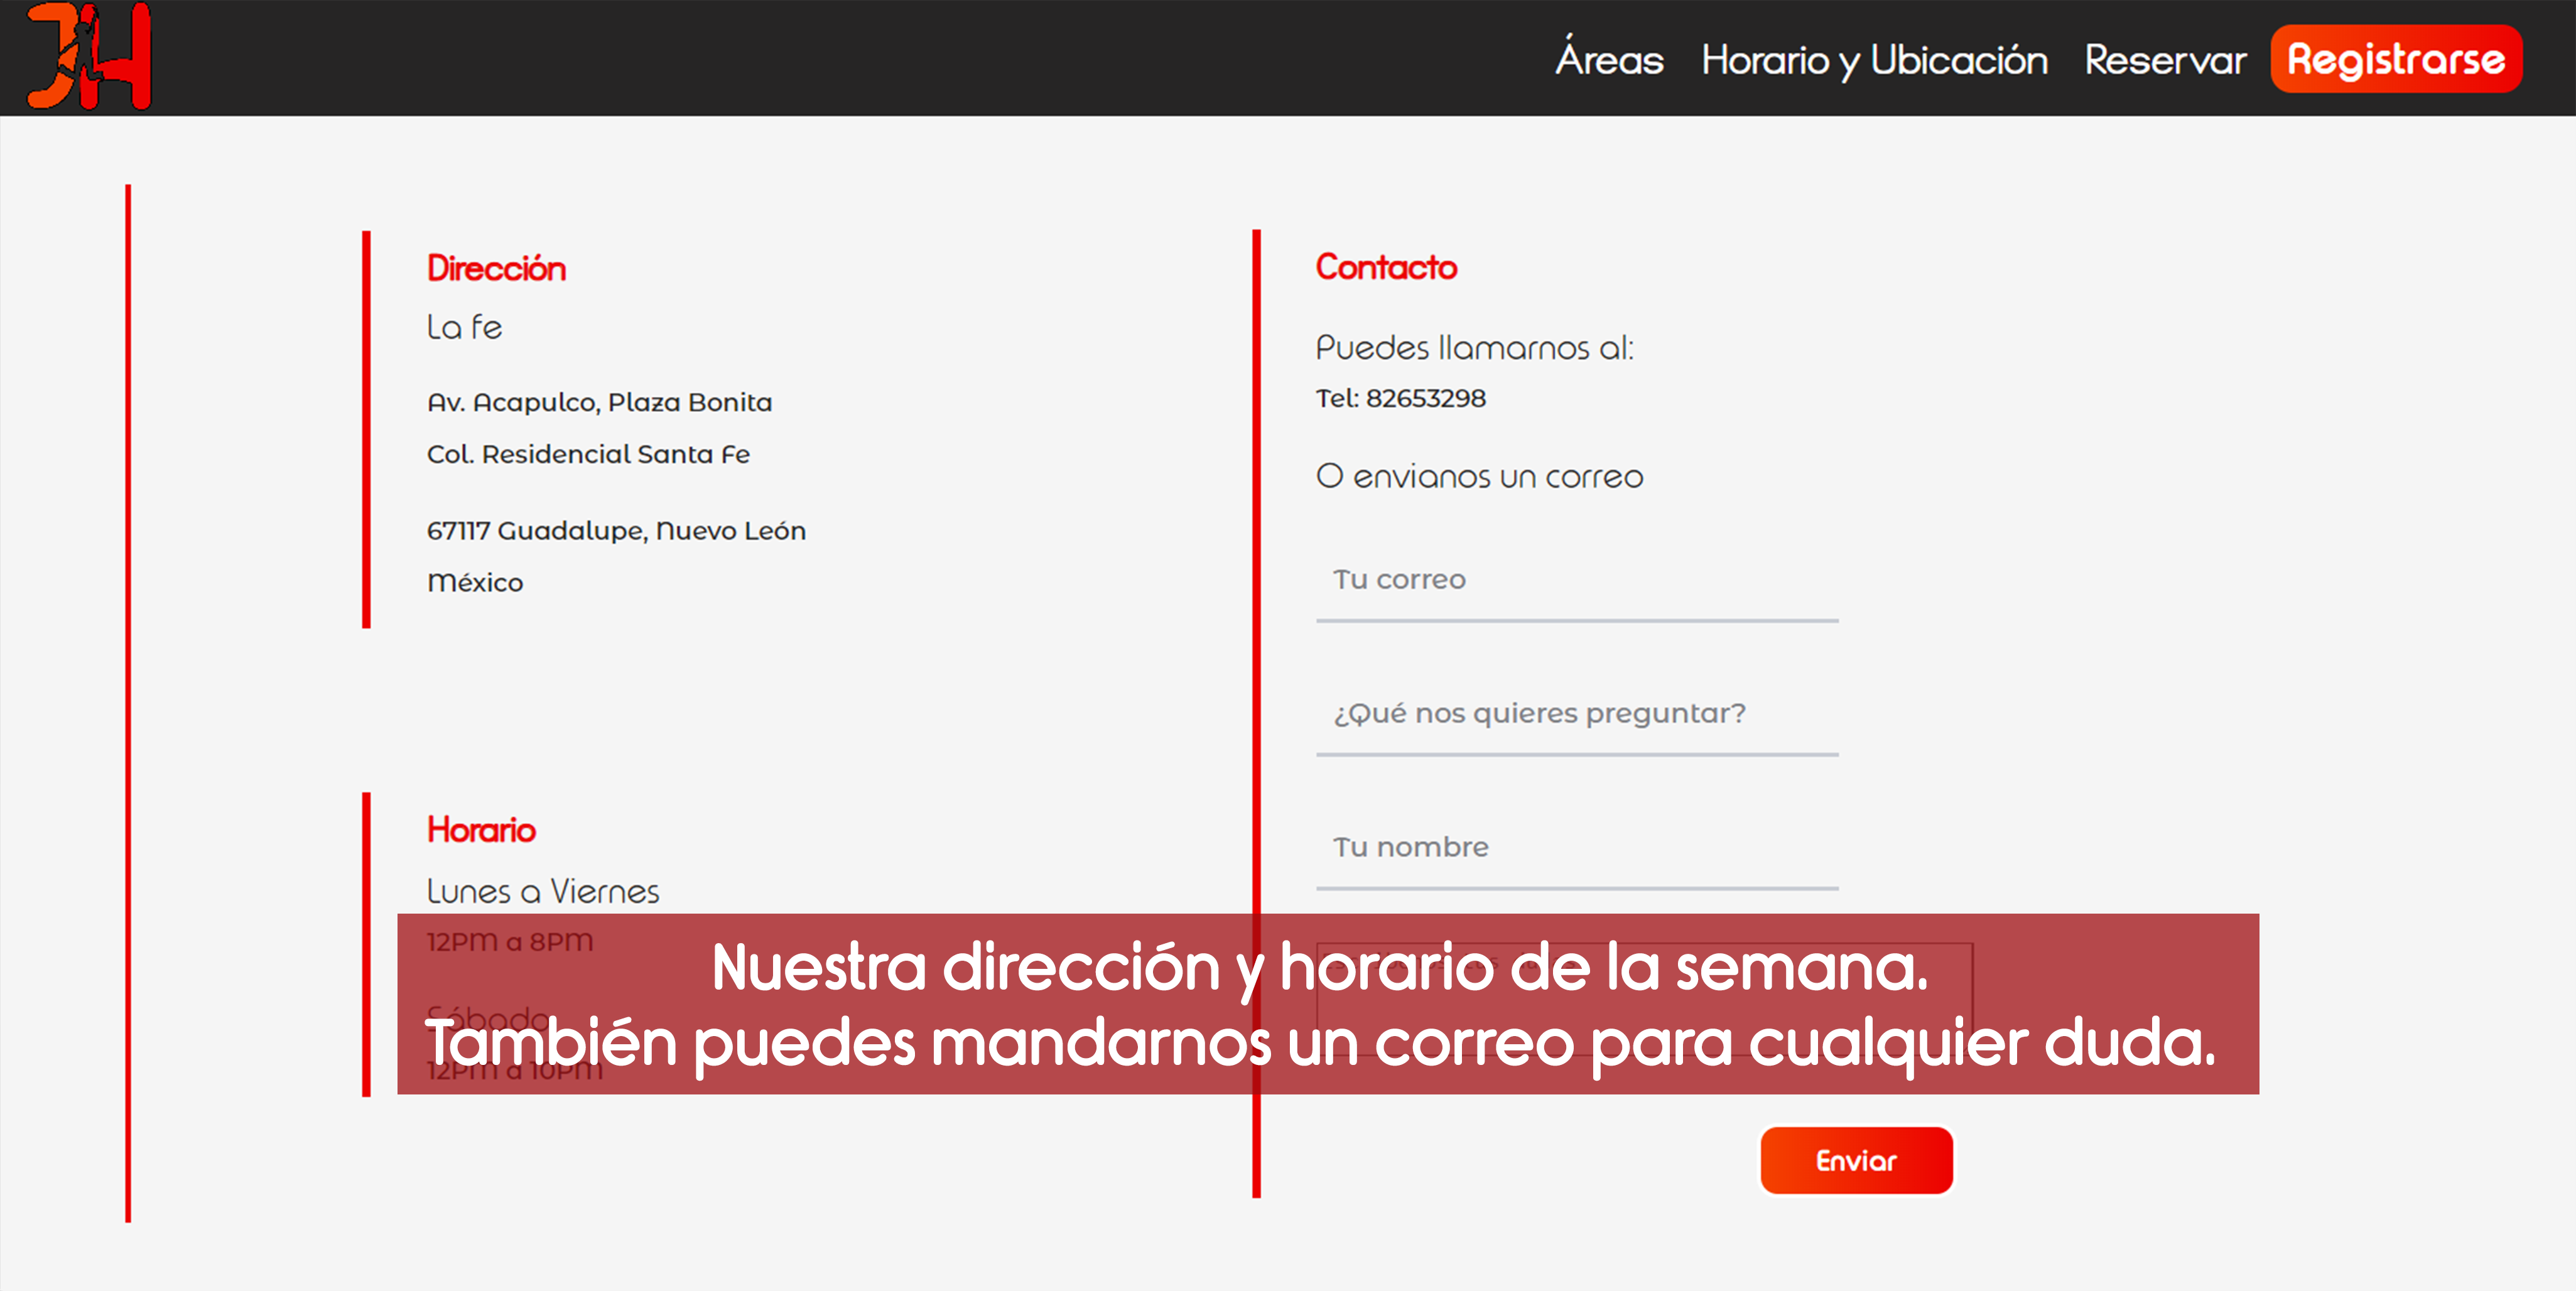 JH
Áreas Horario y Ubicación Reservar Registrarse
Dirección
La fe
Av. Acapulco, Plaza Bonita
Col. Residencial Santa Fe
67117 Guadalupe, Nuevo León
México
Horario
Lunes a Viernes
12PM a 8PM
Sábado
12PM a 10PM
Contacto
Puedes llamarnos al:
Tel: 82653298
O envianos un correo
Tu correo
¿Qué nos quieres preguntar?
Tu nombre
Enviar
Nuestra dirección y horario de la semana.
También puedes mandarnos un correo para cualquier duda.